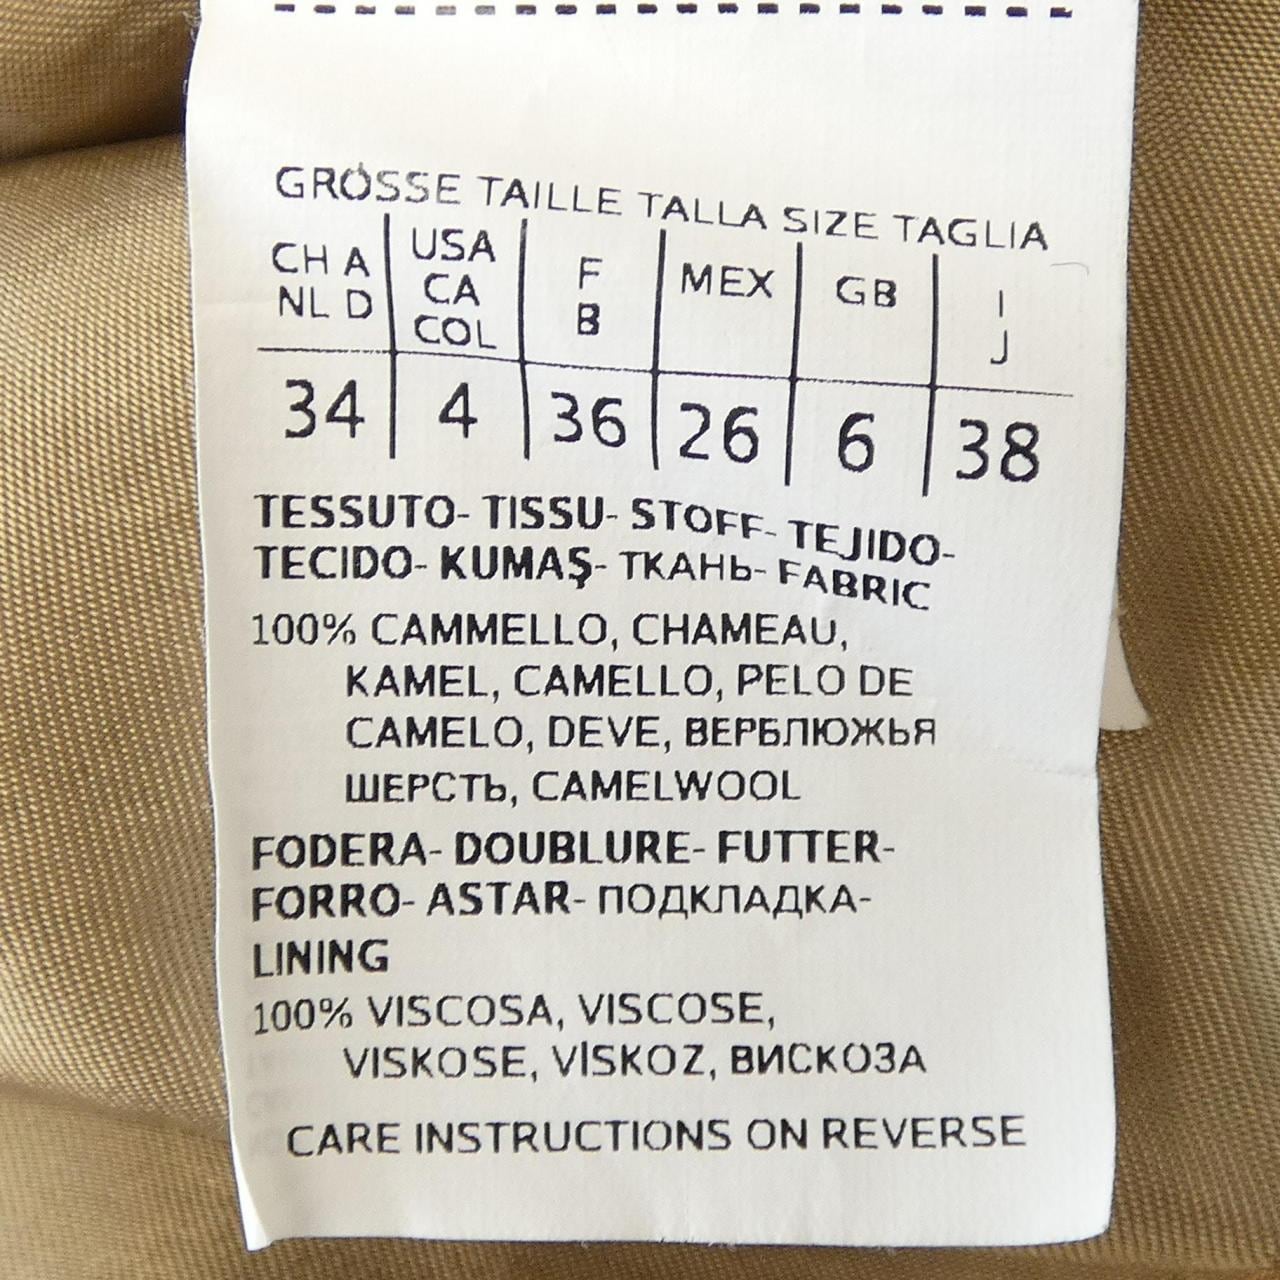 GRÖSSE TAILLE TALLA SIZE TAGLIA
CH A USA F MEX GB I
NL D CA B J
COL
34 4 36 26 6 38
TESSUTO- TISSU- STOFF- TEJIDO-
TECIDO- KUMAŞ- ТКАНЬ- FABRIC
100% CAMMELLO, CHAMEAU,
KAMEL, CAMELLO, PELO DE
CAMELO, DEVE, ВЕРБЛЮЖЬЯ
ШЕРСТЬ, CAMELWOOL
FODERA- DOUBLURE- FUTTER-
FORRO- ASTAR- ПОДКЛАДКА-
LINING
100% VISCOSA, VISCOSE,
VISKOSE, VİSKOZ, ВИСКОЗА
CARE INSTRUCTIONS ON REVERSE